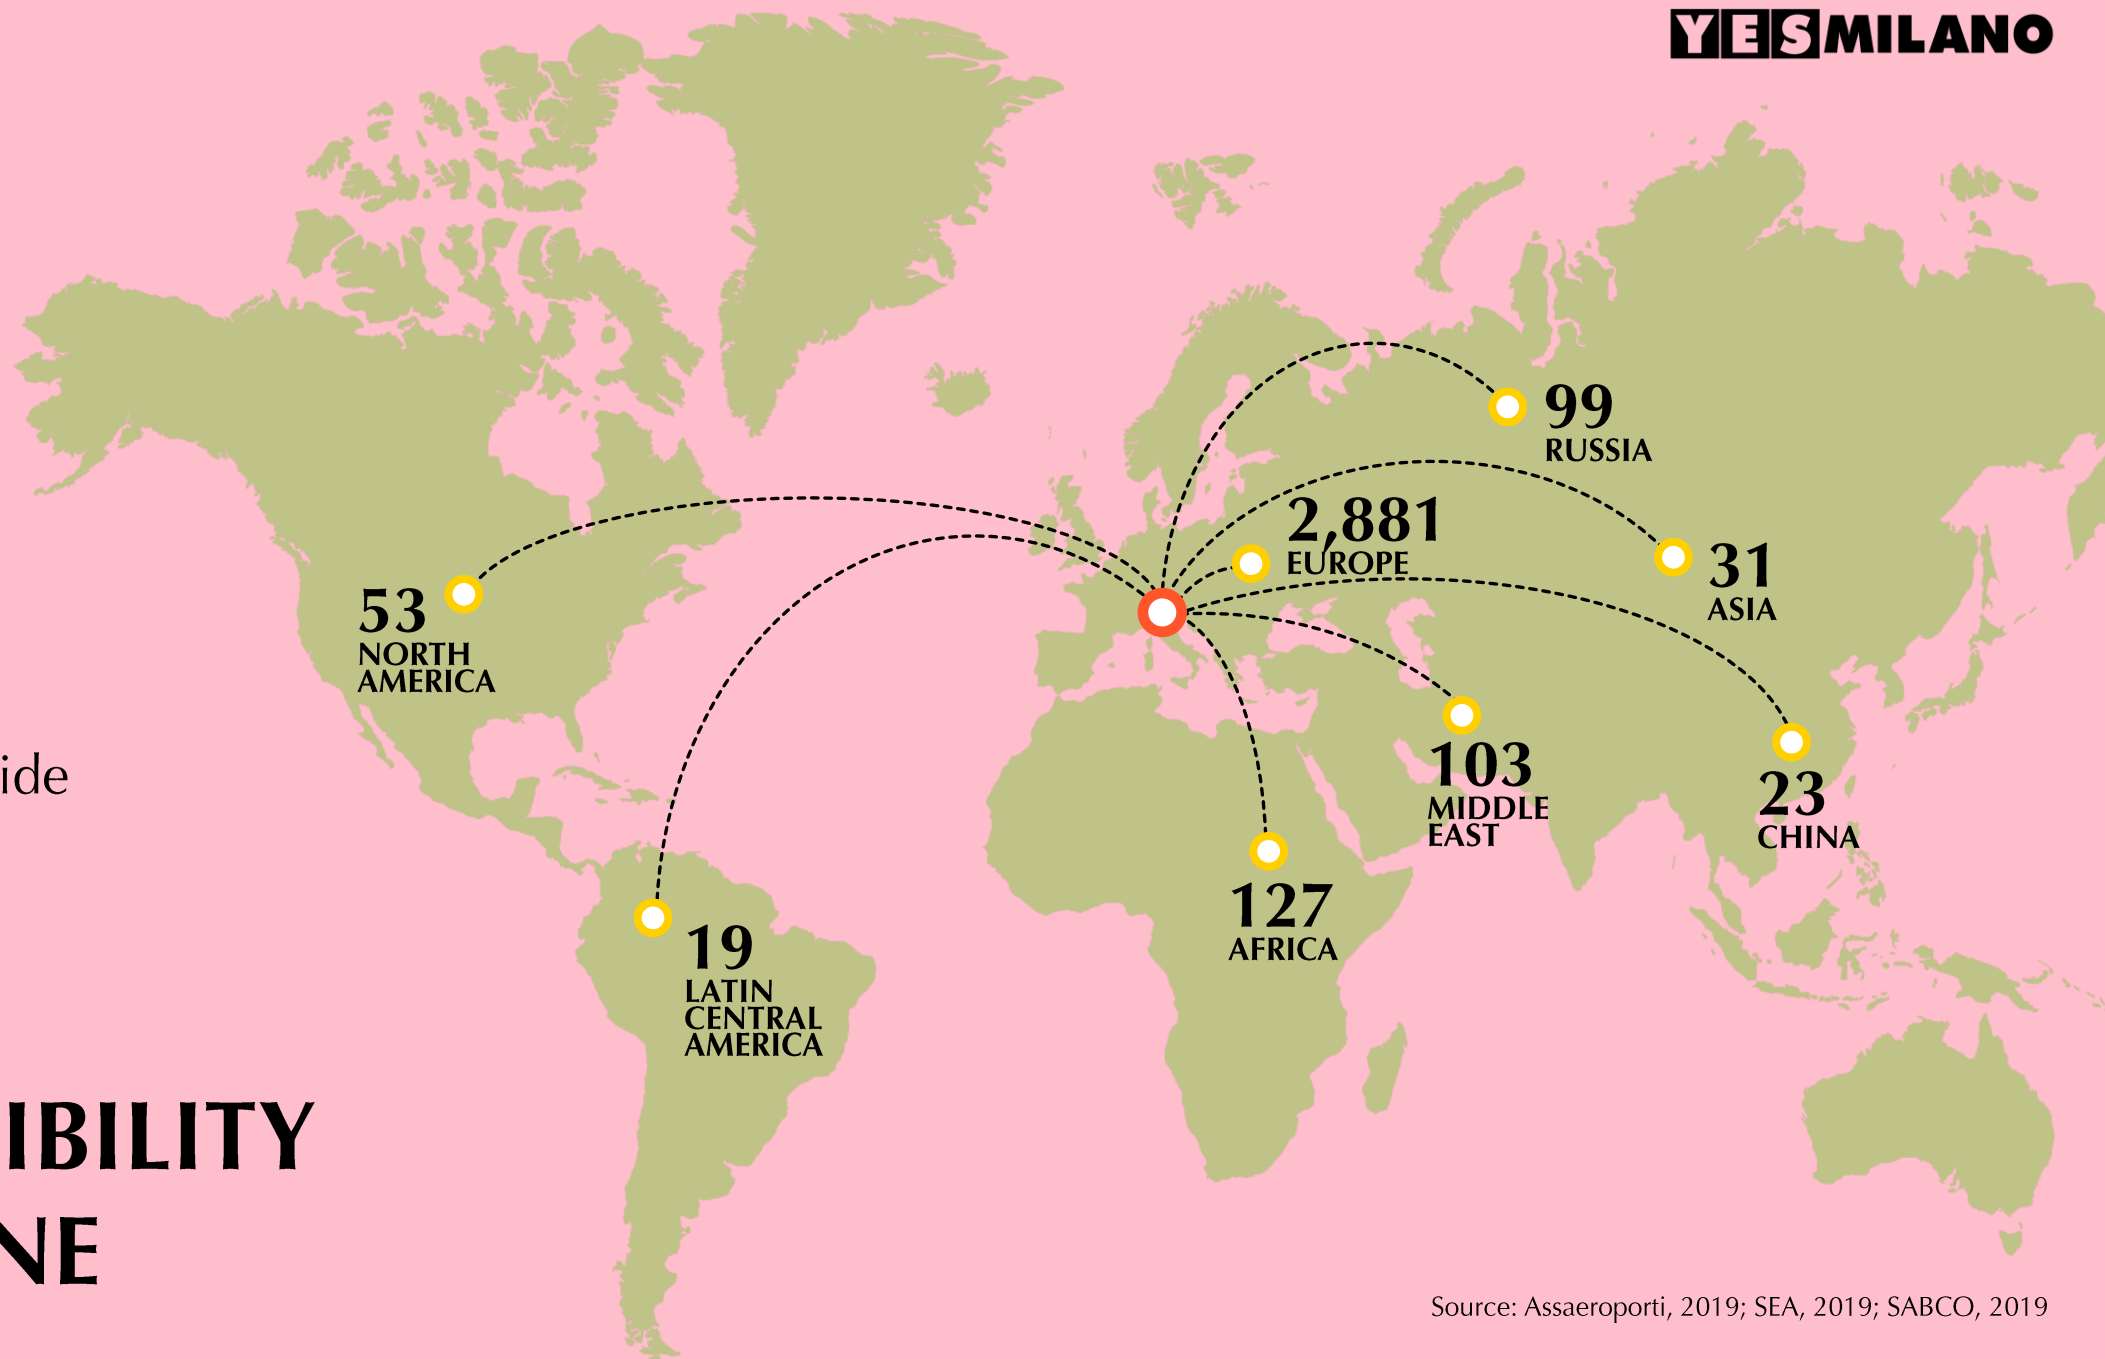 YESMILANO
99
RUSSIA
2,881
EUROPE
31
ASIA
53
NORTH
AMERICA
103
MIDDLE
EAST
23
CHINA
ide
127
AFRICA
19
LATIN
CENTRAL
AMERICA
IBILITY
NE
Source: Assaeroporti, 2019; SEA, 2019; SABCO, 2019